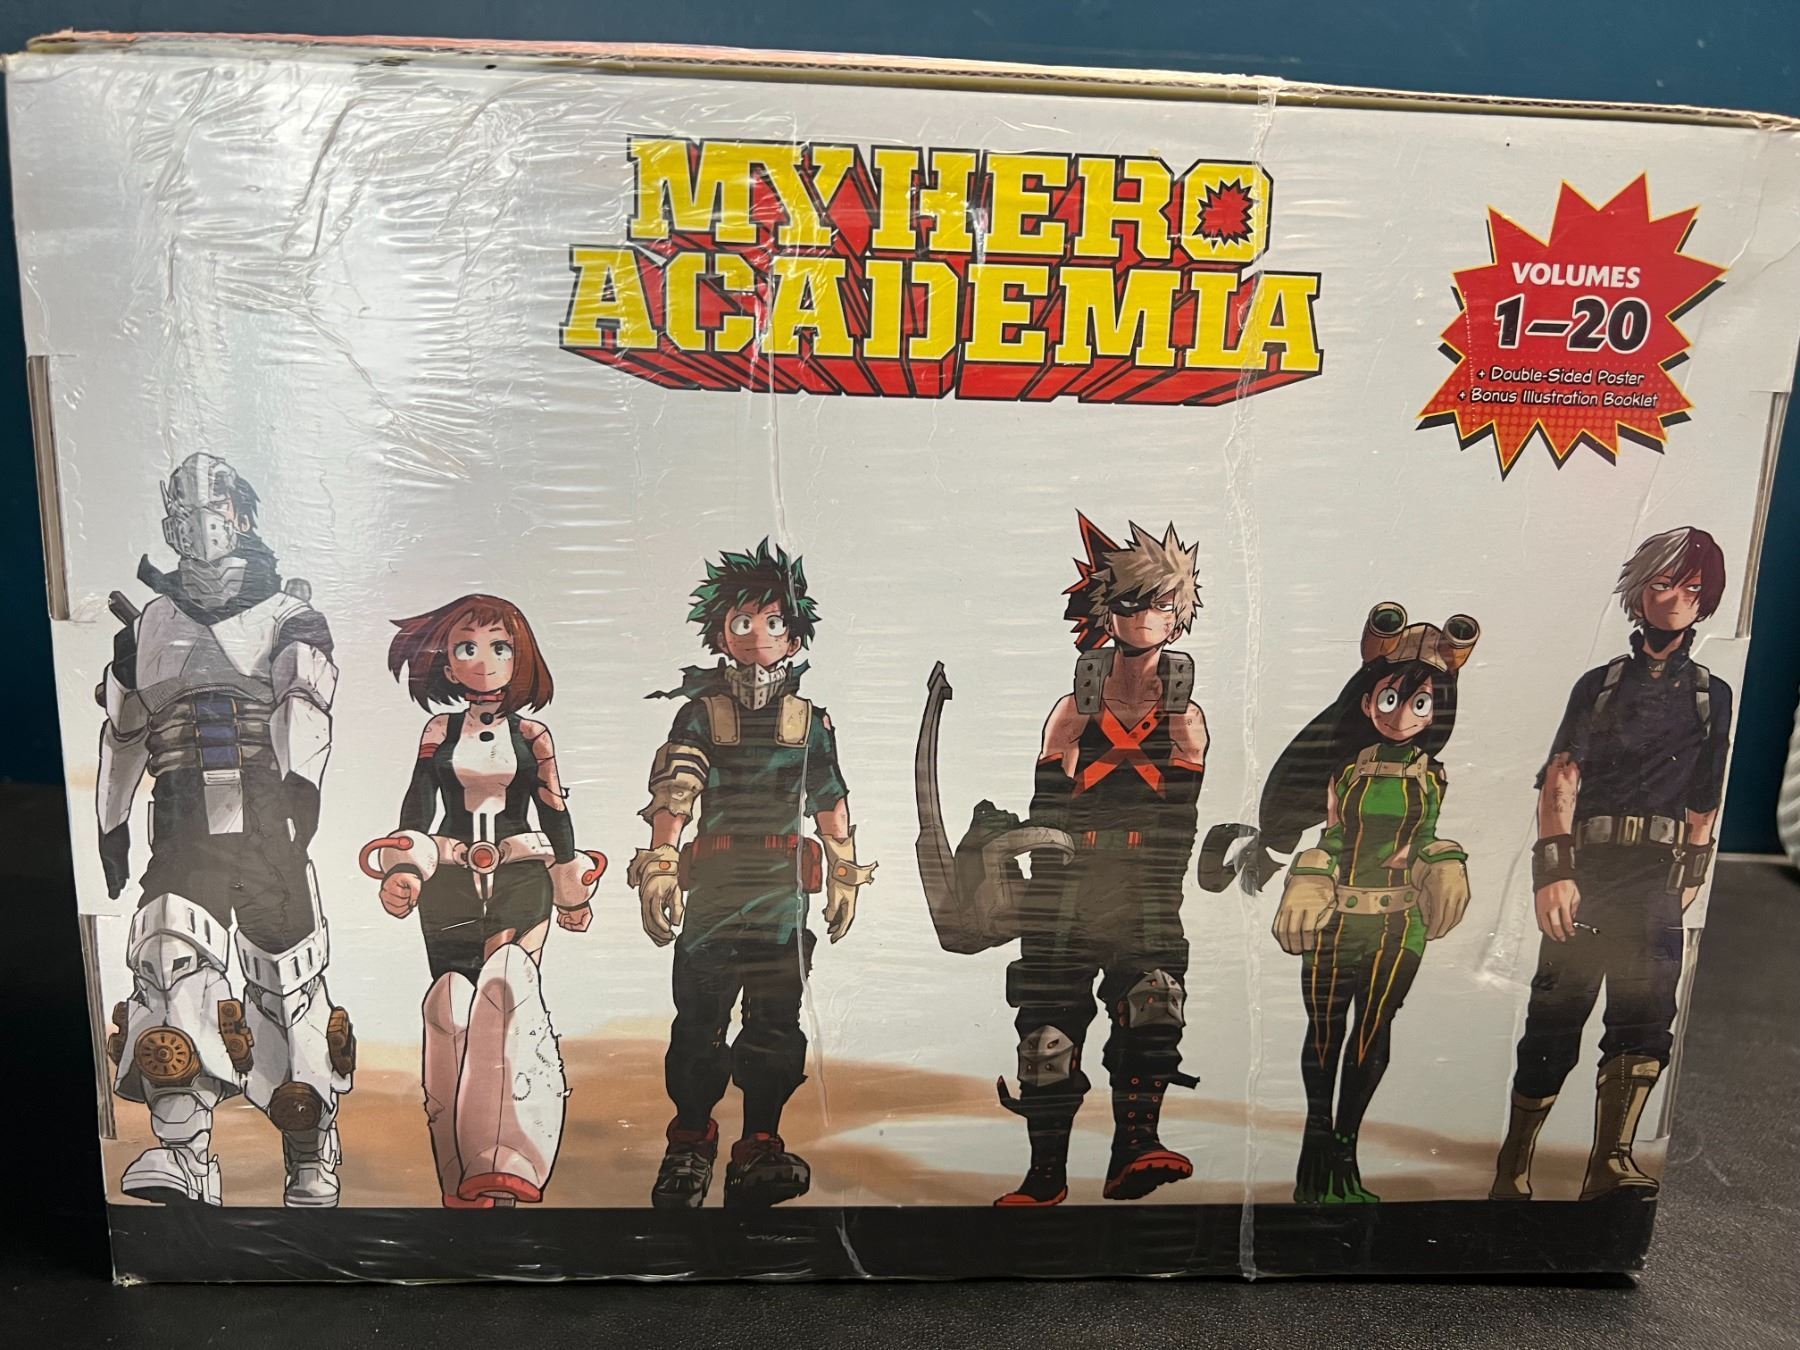 MY HERO
ACADEMIA
VOLUMES
1–20
+ Double-Sided Poster
+ Bonus Illustration Booklet